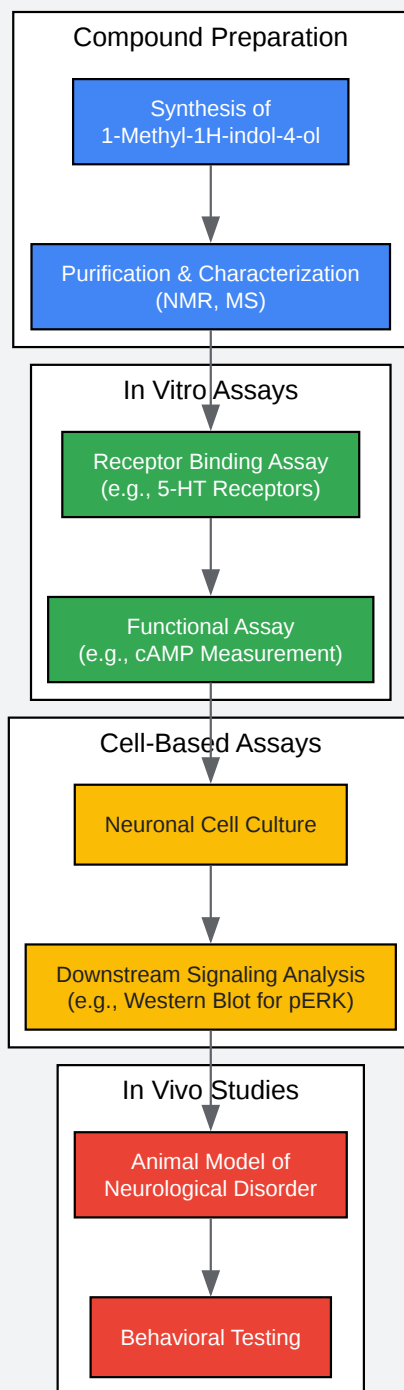 Compound Preparation
Synthesis of
1-Methyl-1H-indol-4-ol
Purification & Characterization
(NMR, MS)
In Vitro Assays
Receptor Binding Assay
(e.g., 5-HT Receptors)
Functional Assay
(e.g., cAMP Measurement)
Cell-Based Assays
Neuronal Cell Culture
Downstream Signaling Analysis
(e.g., Western Blot for pERK)
In Vivo Studies
Animal Model of
Neurological Disorder
Behavioral Testing